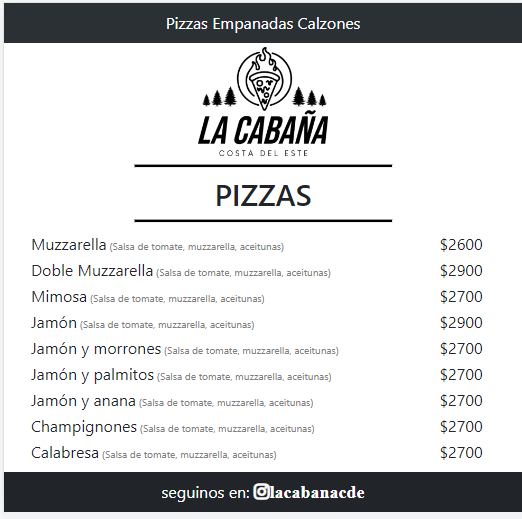 Pizzas Empanadas Calzones
LA CABAÑA
COSTA DEL ESTE
PIZZAS
Muzzarella (Salsa de tomate, muzzarella, aceitunas) $2600
Doble Muzzarella (Salsa de tomate, muzzarella, aceitunas) $2900
Mimosa (Salsa de tomate, muzzarella, aceitunas) $2700
Jamón (Salsa de tomate, muzzarella, aceitunas) $2900
Jamón y morrones (Salsa de tomate, muzzarella, aceitunas) $2700
Jamón y palmitos (Salsa de tomate, muzzarella, aceitunas) $2700
Jamón y anana (Salsa de tomate, muzzarella, aceitunas) $2700
Champignones (Salsa de tomate, muzzarella, aceitunas) $2700
Calabresa (Salsa de tomate, muzzarella, aceitunas) $2700
seguinos en: lacabanacde